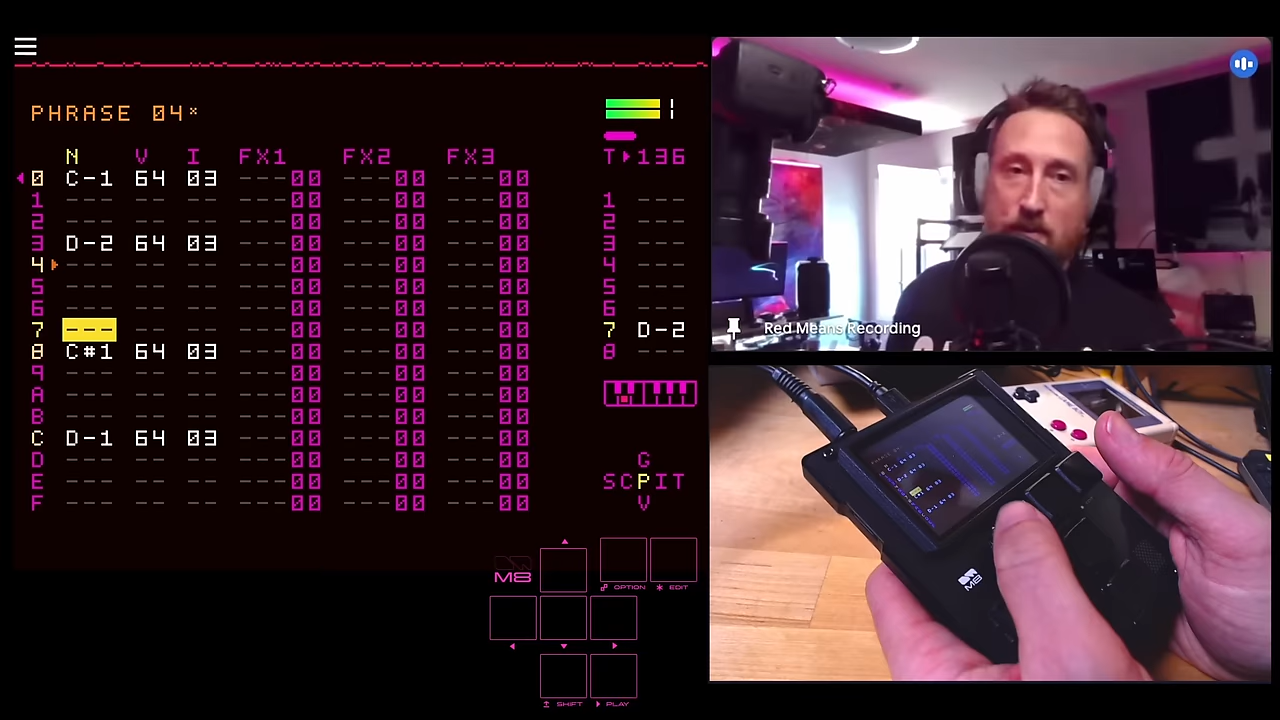 PHRASE 04*
N V I FX1 FX2 FX3 T▸136
0 C-1 64 03 ---00 ---00 ---00
1 --- -- -- ---00 ---00 ---00 1 ---
2 --- -- -- ---00 ---00 ---00 2 ---
3 D-2 64 03 ---00 ---00 ---00 3 ---
4 --- -- -- ---00 ---00 ---00 4 ---
5 --- -- -- ---00 ---00 ---00 5 ---
6 --- -- -- ---00 ---00 ---00 6 ---
7 --- -- -- ---00 ---00 ---00 7 D-2
8 C#1 64 03 ---00 ---00 ---00 8 ---
9 --- -- -- ---00 ---00 ---00
A --- -- -- ---00 ---00 ---00
B --- -- -- ---00 ---00 ---00
C D-1 64 03 ---00 ---00 ---00
D --- -- -- ---00 ---00 ---00
E --- -- -- ---00 ---00 ---00
F --- -- -- ---00 ---00 ---00
G
SCPIT
V
M8
OPTION
* EDIT
SHIFT
PLAY
Red Means Recording
M8